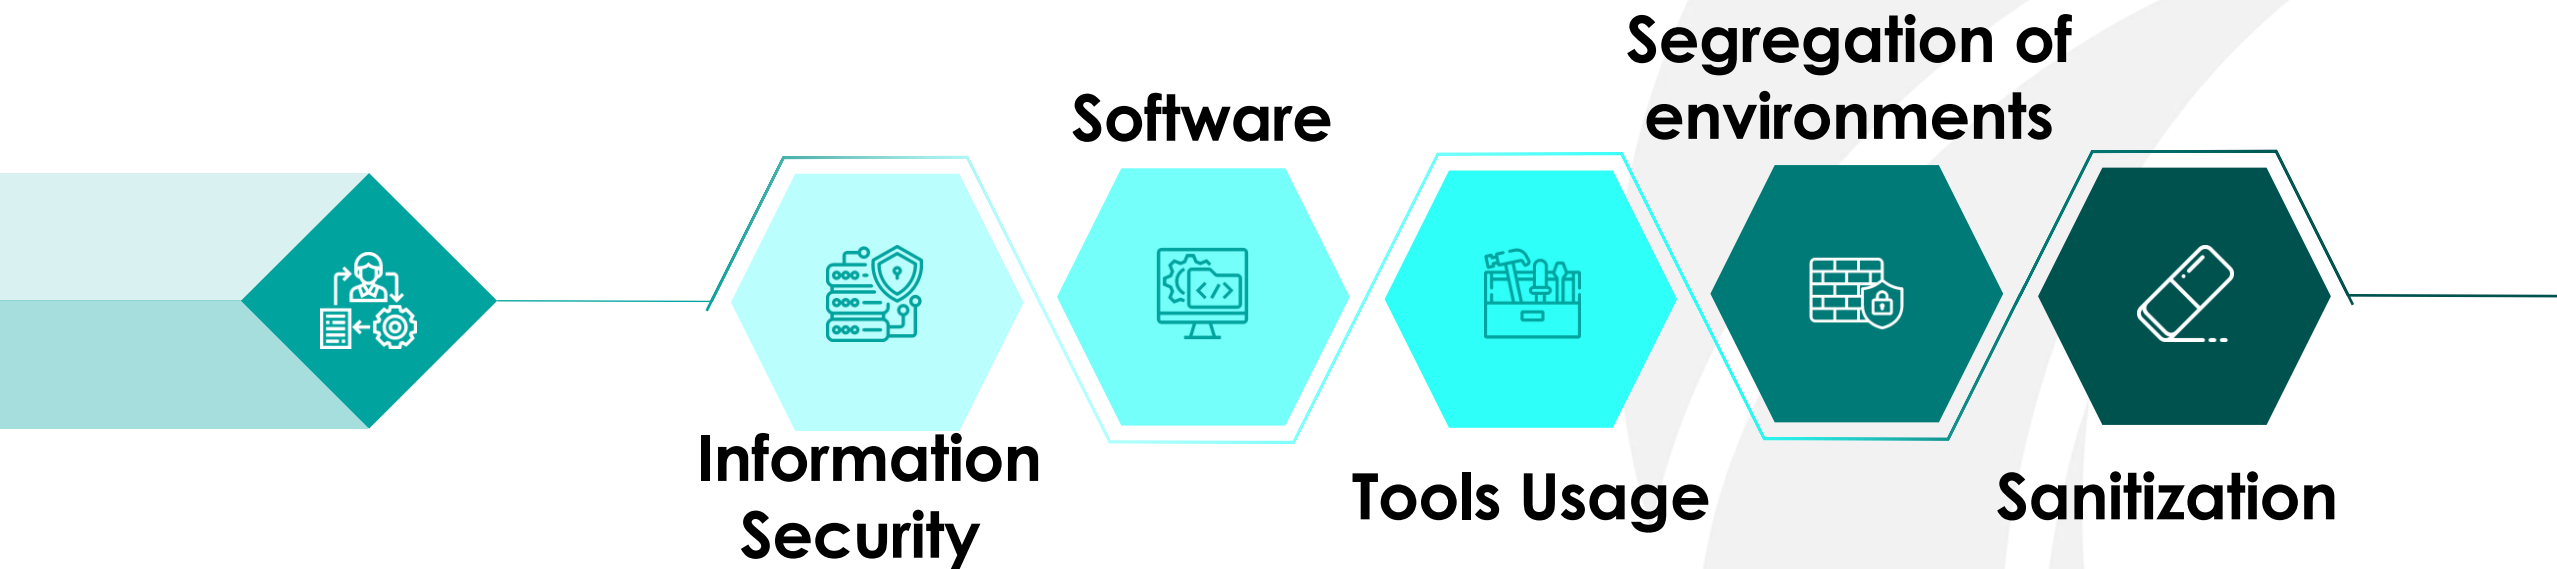 Information
Security
Software
Tools Usage
Segregation of
environments
Sanitization